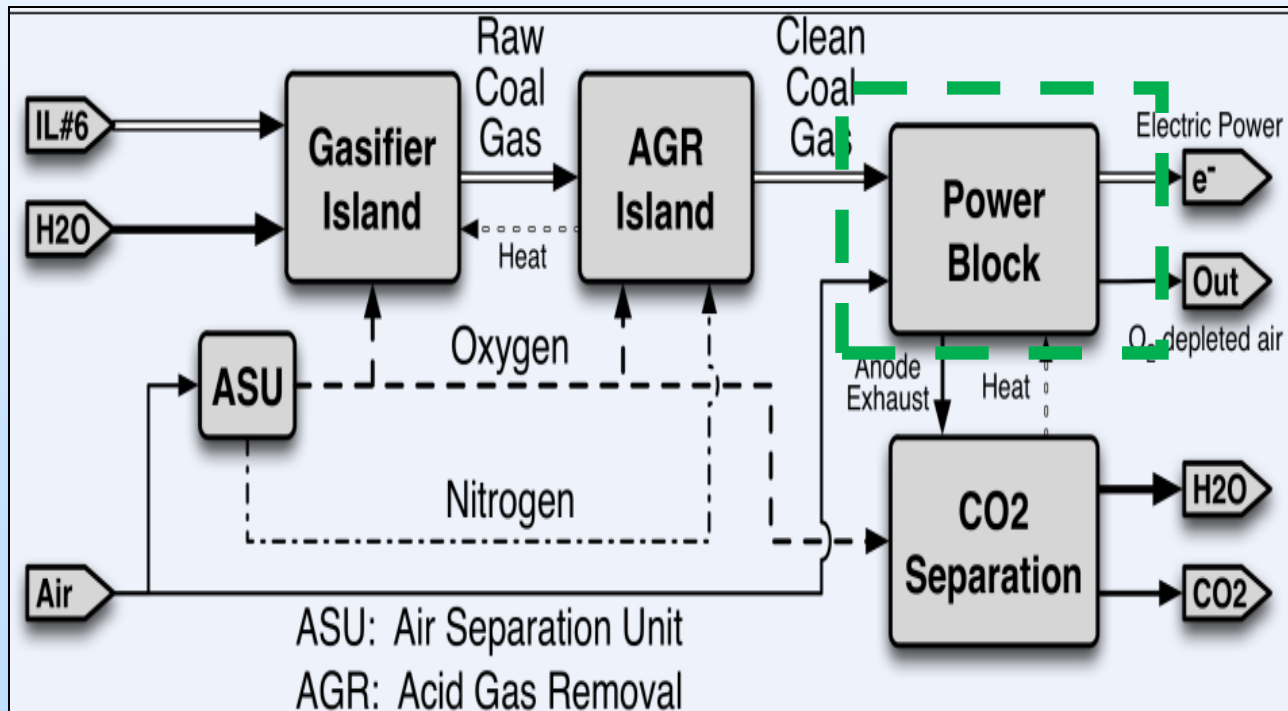 Raw
Coal
Gas
Clean
Coal
Gas
IL#6
Gasifier
Island
AGR
Island
Electric Power
e-
Power
Block
H2O
Heat
Out
O2 depleted air
Oxygen
ASU
Anode
Exhaust
Heat
Nitrogen
CO2
Separation
H2O
Air
CO2
ASU: Air Separation Unit
AGR: Acid Gas Removal